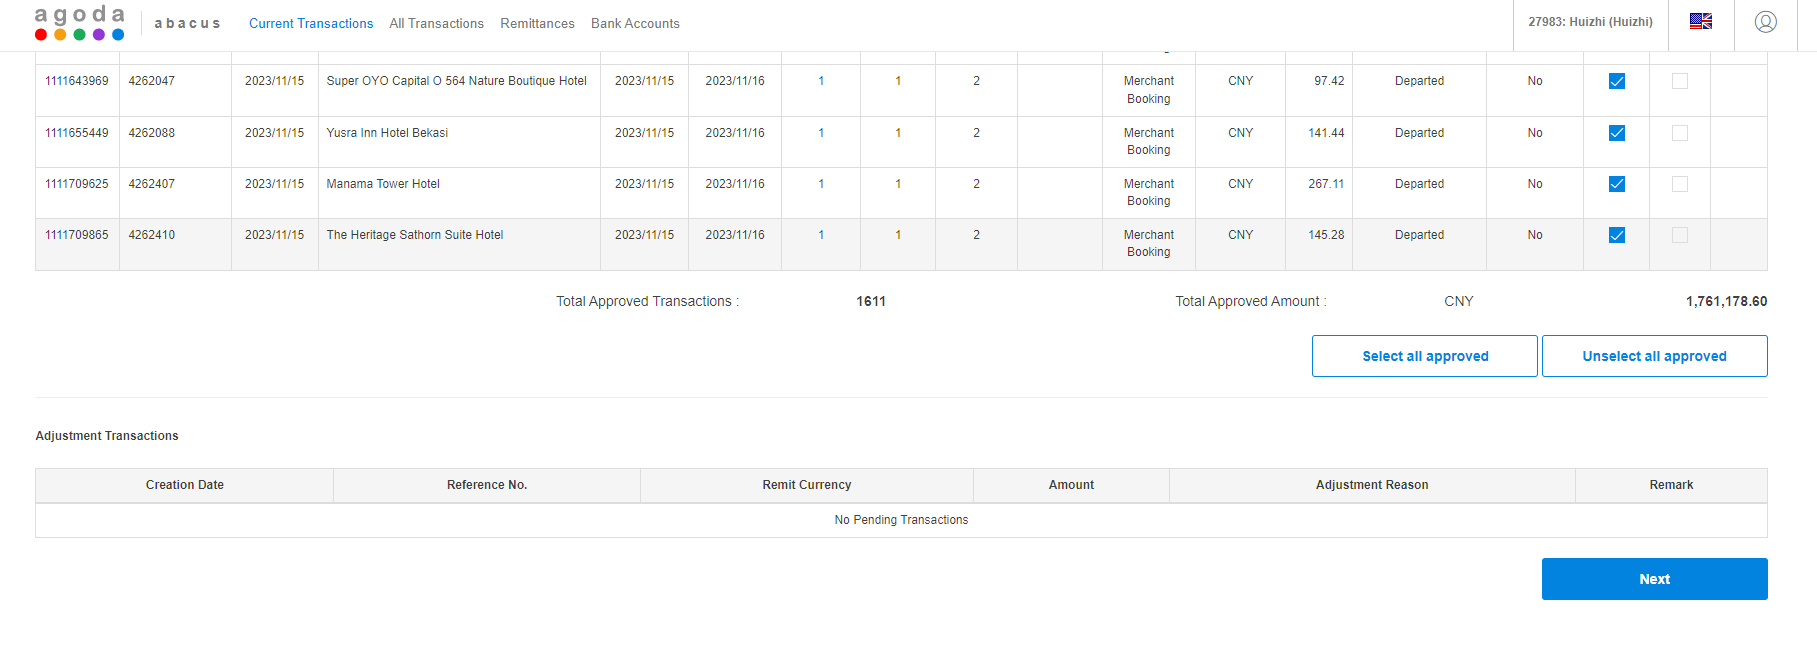 agoda
abacus Current Transactions All Transactions Remittances Bank Accounts 27983: Huizhi (Huizhi)
1111643969 4262047 2023/11/15 Super OYO Capital O 564 Nature Boutique Hotel 2023/11/15 2023/11/16 1 1 2 Merchant CNY 97.42 Departed No
Booking
1111655449 4262088 2023/11/15 Yusra Inn Hotel Bekasi 2023/11/15 2023/11/16 1 1 2 Merchant CNY 141.44 Departed No
Booking
1111709625 4262407 2023/11/15 Manama Tower Hotel 2023/11/15 2023/11/16 1 1 2 Merchant CNY 267.11 Departed No
Booking
1111709865 4262410 2023/11/15 The Heritage Sathorn Suite Hotel 2023/11/15 2023/11/16 1 1 2 Merchant CNY 145.28 Departed No
Booking
Total Approved Transactions : 1611 Total Approved Amount : CNY 1,761,178.60
Select all approved Unselect all approved
Adjustment Transactions
Creation Date Reference No. Remit Currency Amount Adjustment Reason Remark
No Pending Transactions
Next